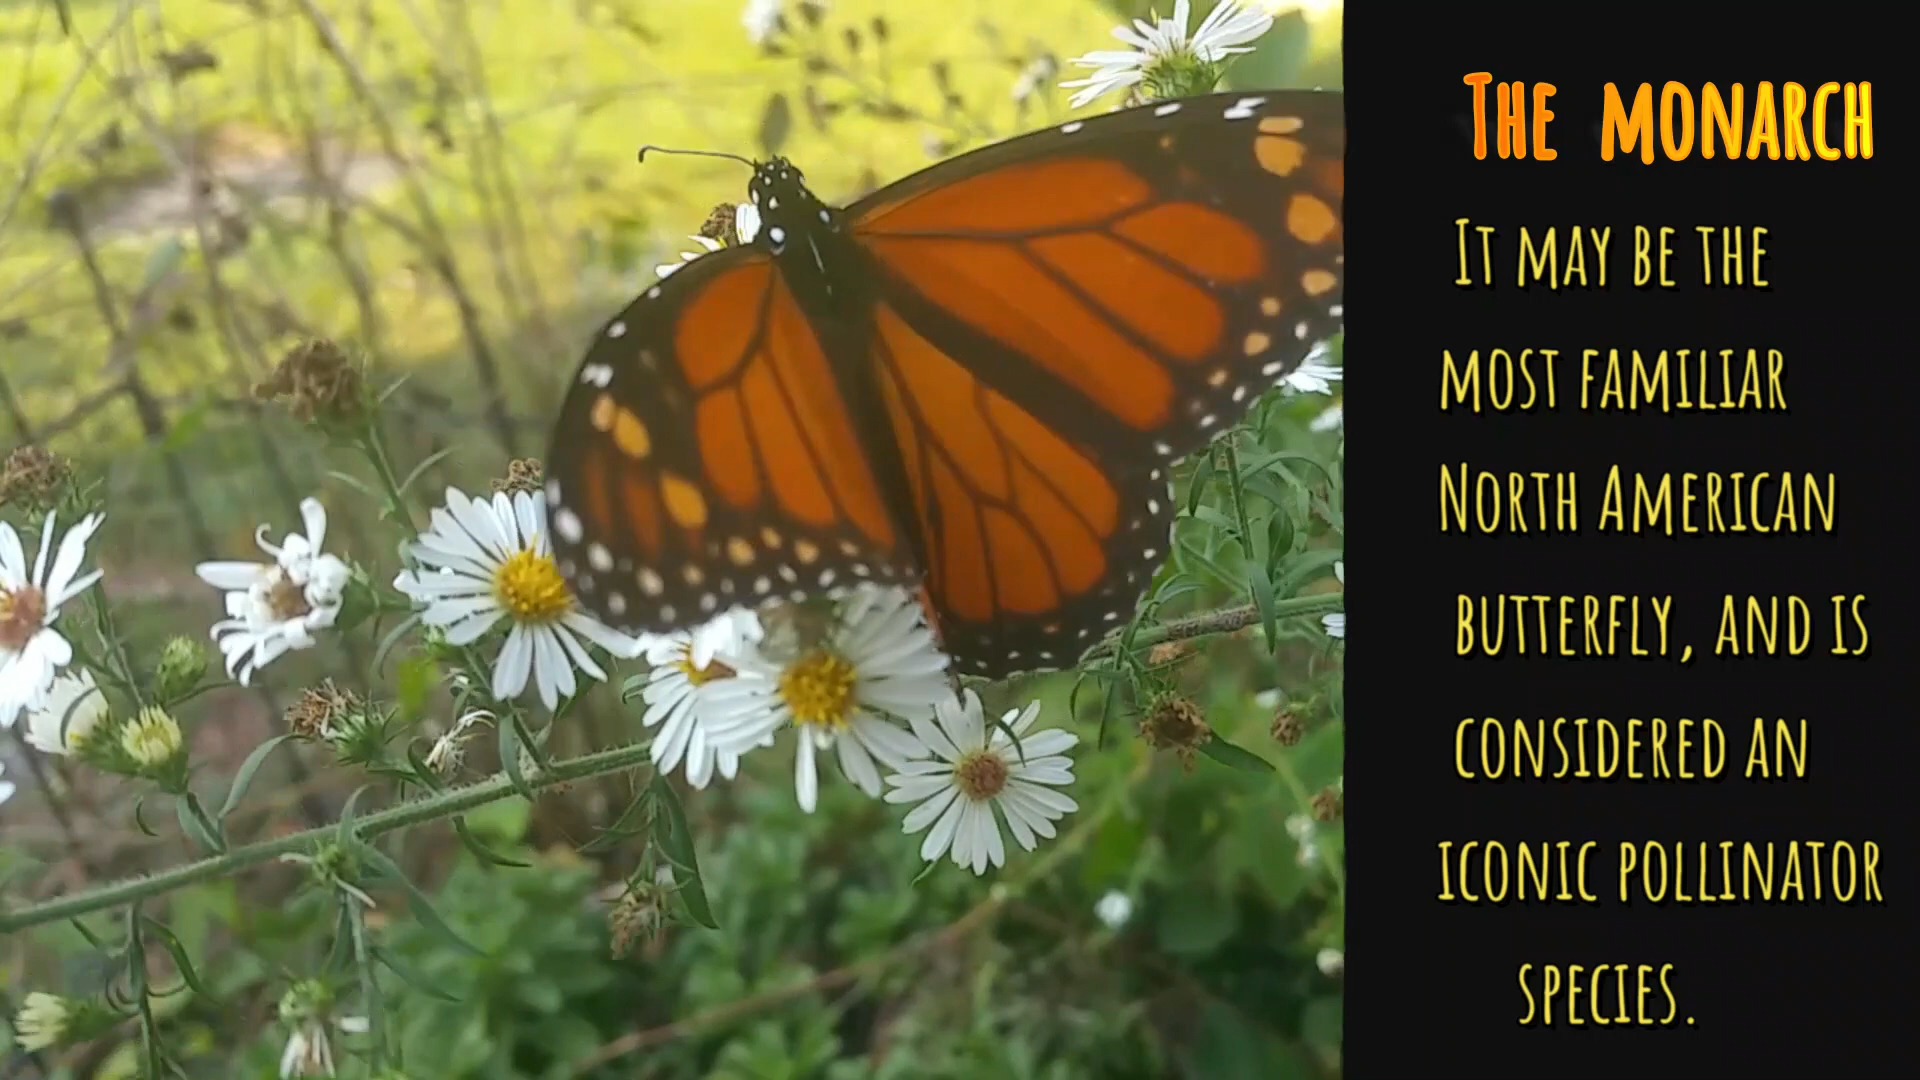 The monarch
It may be the
most familiar
North American
butterfly, and is
considered an
iconic pollinator
species.